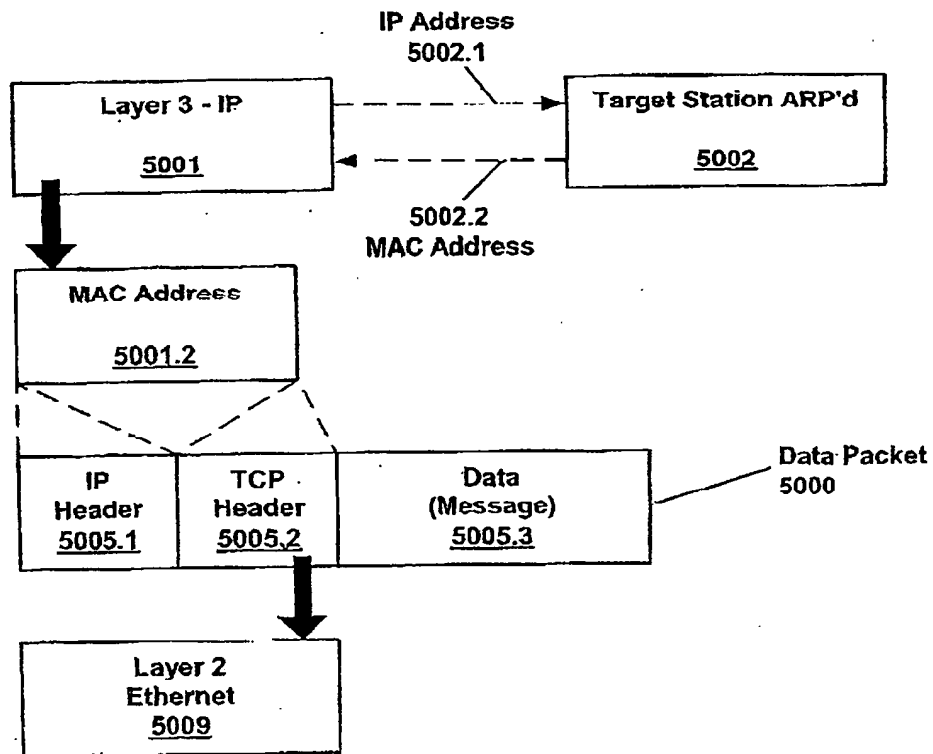 IP Address
5002.1
Layer 3 - IP
5001
Target Station ARP'd
5002
5002.2
MAC Address
MAC Address
5001.2
IP
Header
5005.1
TCP
Header
5005.2
Data
(Message)
5005.3
Data Packet
5000
Layer 2
Ethernet
5009